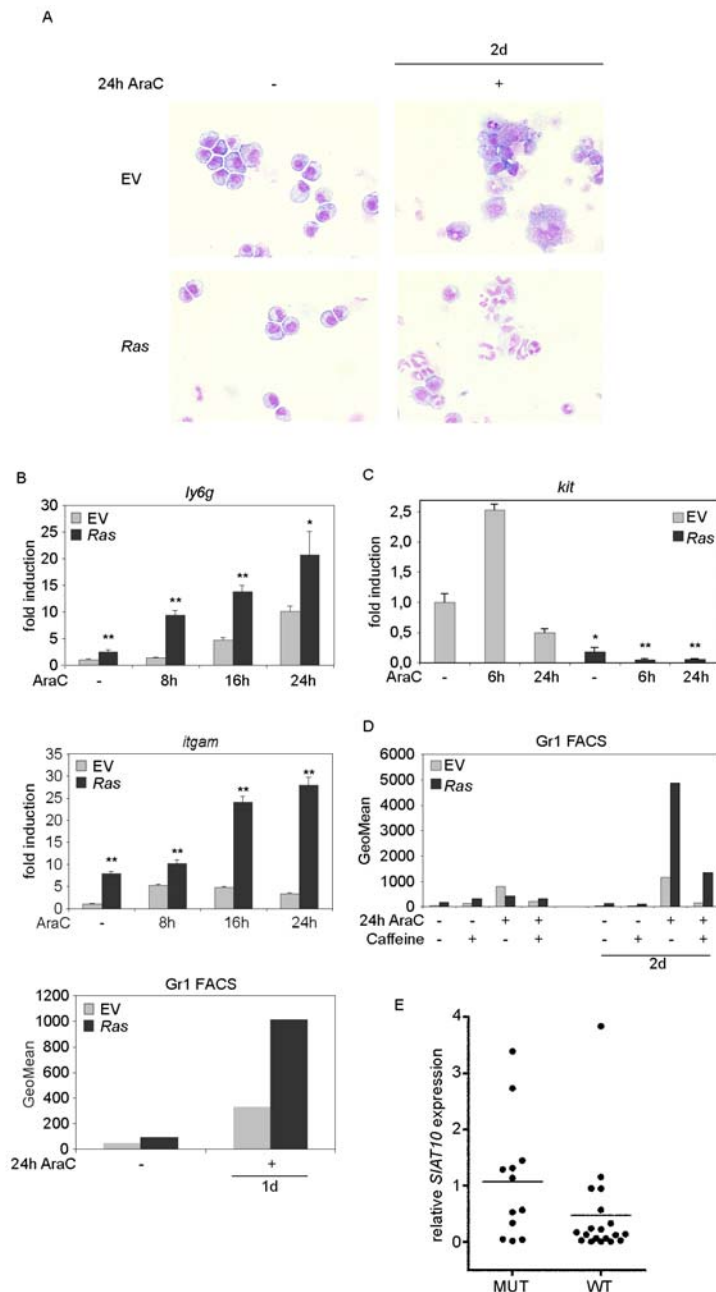 A
2d
24h AraC - +
EV
Ras
B
ly6g
fold induction
30
25
20
15
10
5
0
EV
Ras
** ** ** *
AraC - 8h 16h 24h
C
kit
fold induction
2,5
2,0
1,5
1,0
0,5
0,0
EV
Ras
* ** **
AraC - 6h 24h - 6h 24h
itgam
fold induction
35
30
25
20
15
10
5
0
EV
Ras
** ** ** **
AraC - 8h 16h 24h
D
Gr1 FACS
GeoMean
6000
5000
4000
3000
2000
1000
0
EV
Ras
24h AraC - - + + - - + +
Caffeine - + - + - + - +
2d
Gr1 FACS
GeoMean
1200
1000
800
600
400
200
0
EV
Ras
24h AraC - +
1d
E
relative SIAT10 expression
4
3
2
1
0
MUT WT